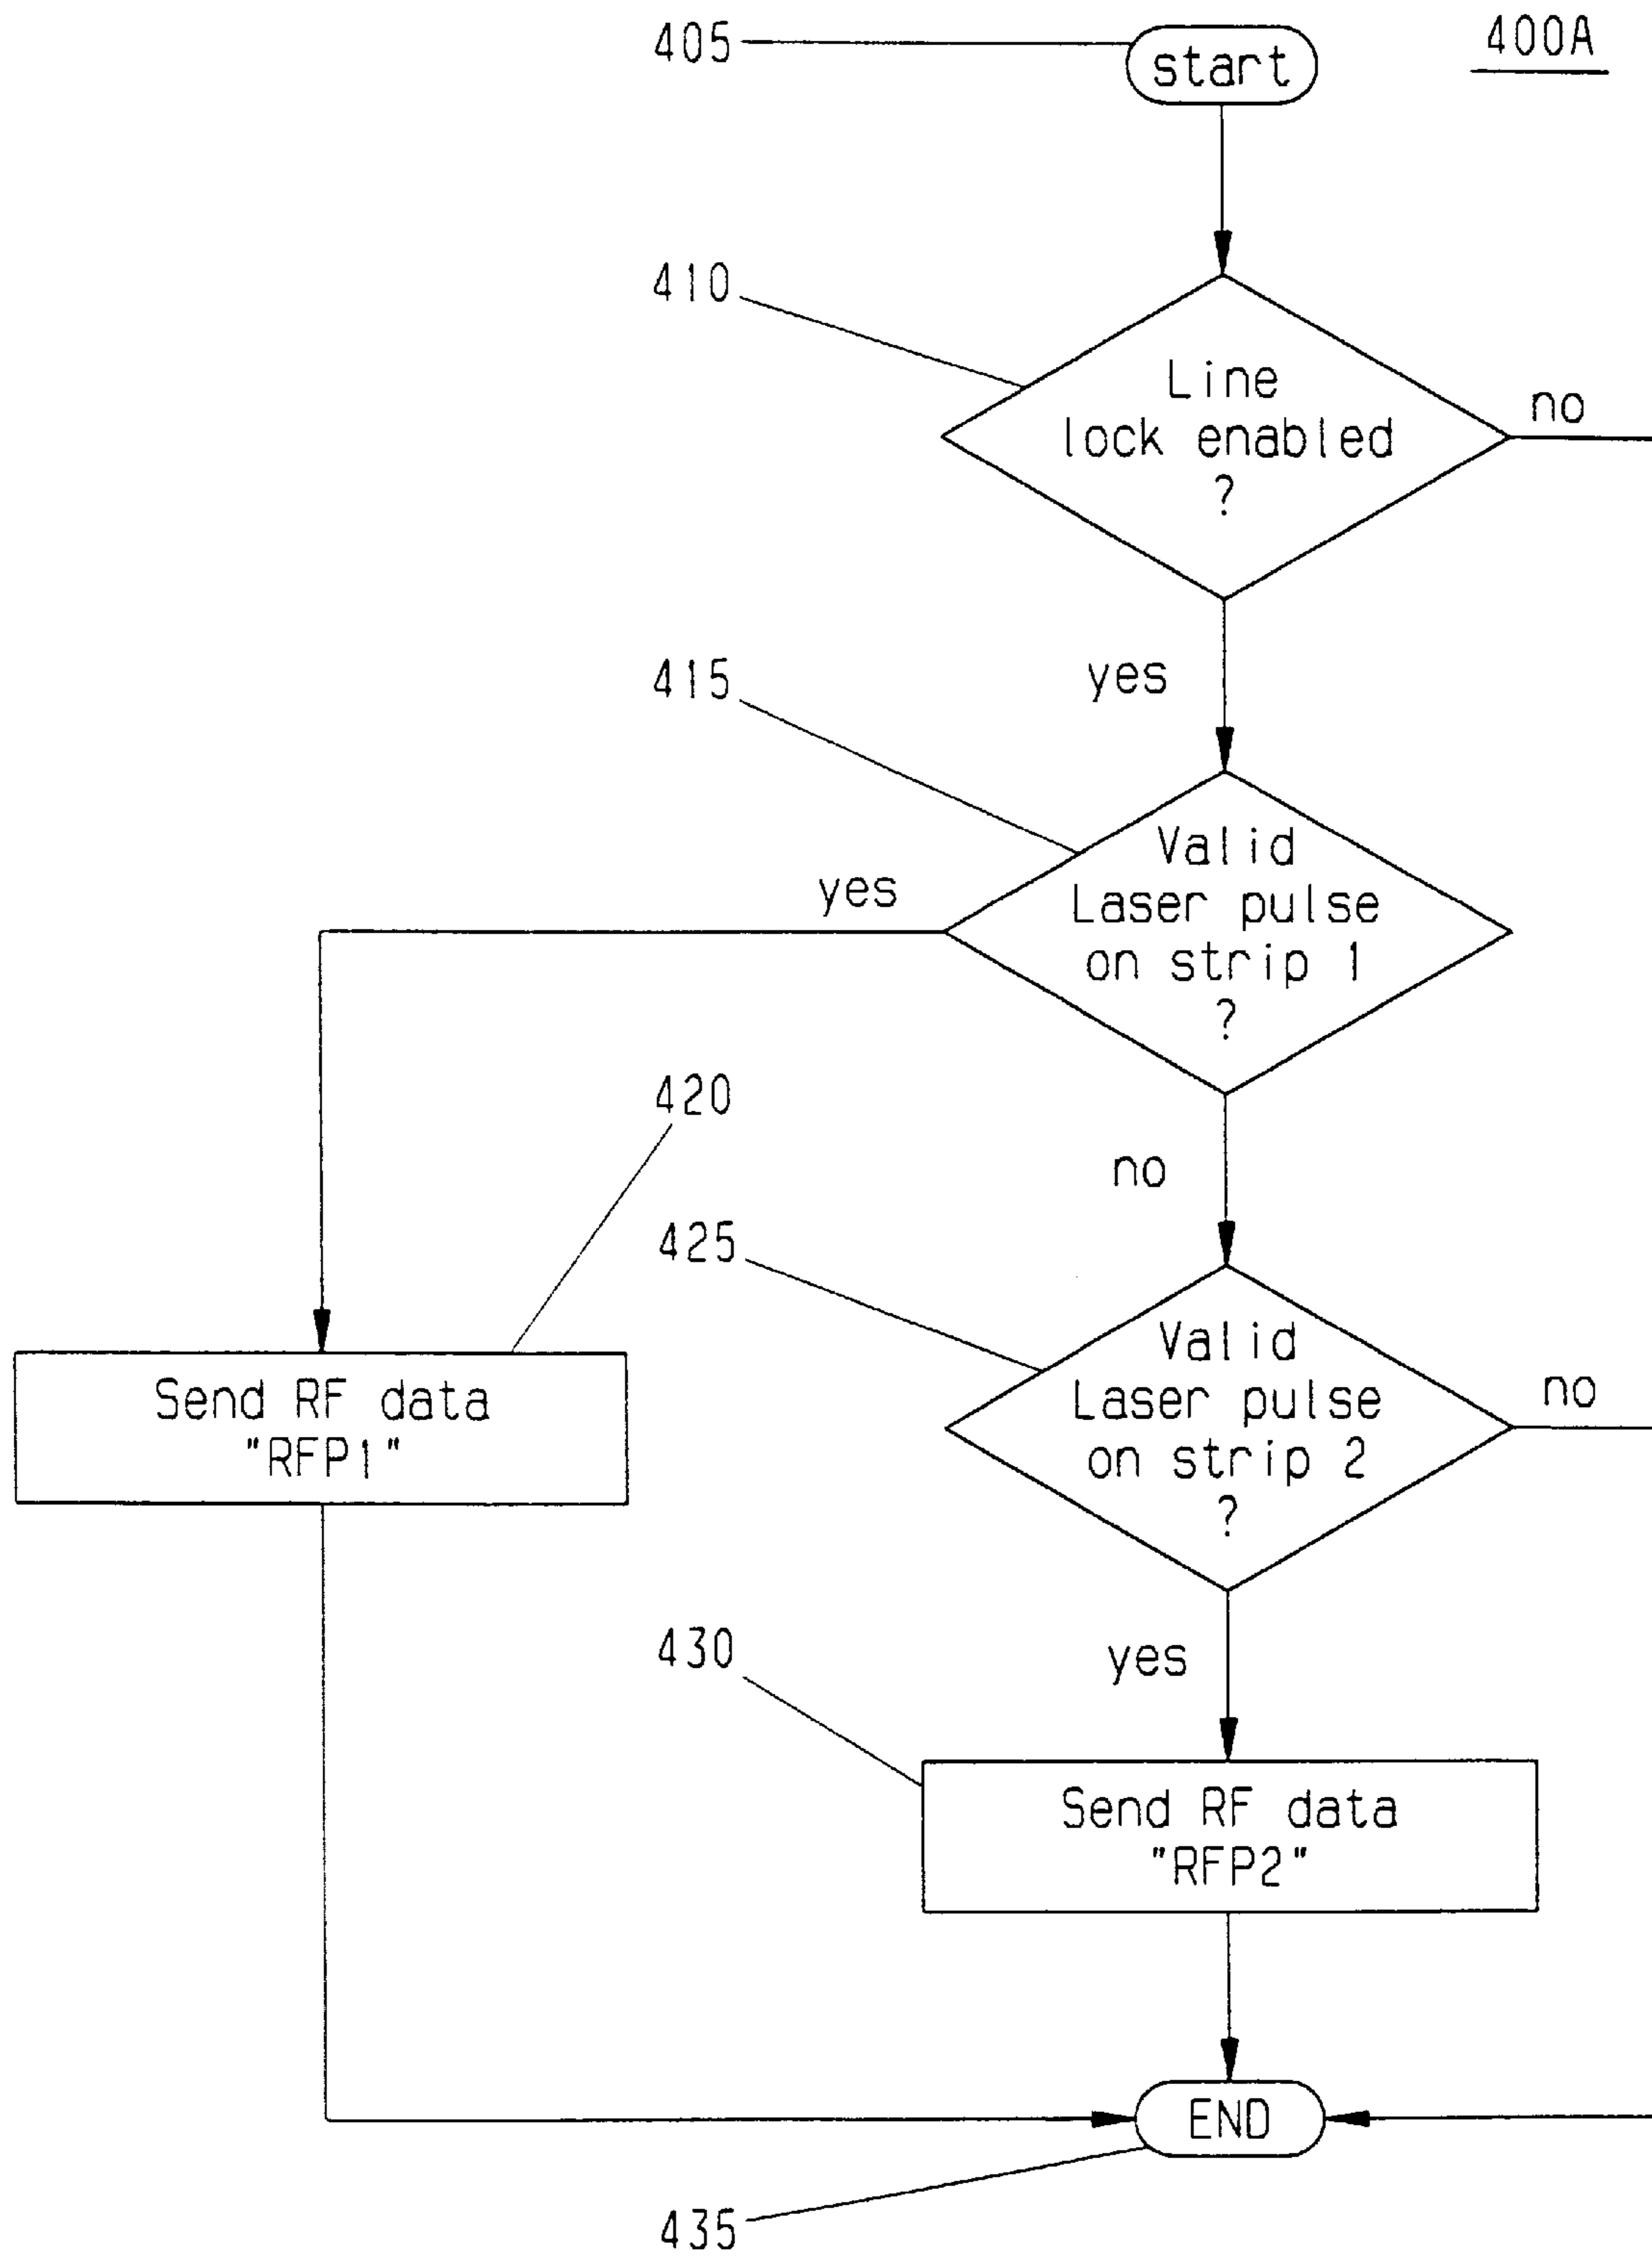 405
start
400A
410
Line
lock enabled
?
no
yes
415
Valid
Laser pulse
on strip 1
?
yes
no
420
425
Send RF data
"RFP1"
Valid
Laser pulse
on strip 2
?
no
yes
430
Send RF data
"RFP2"
END
435